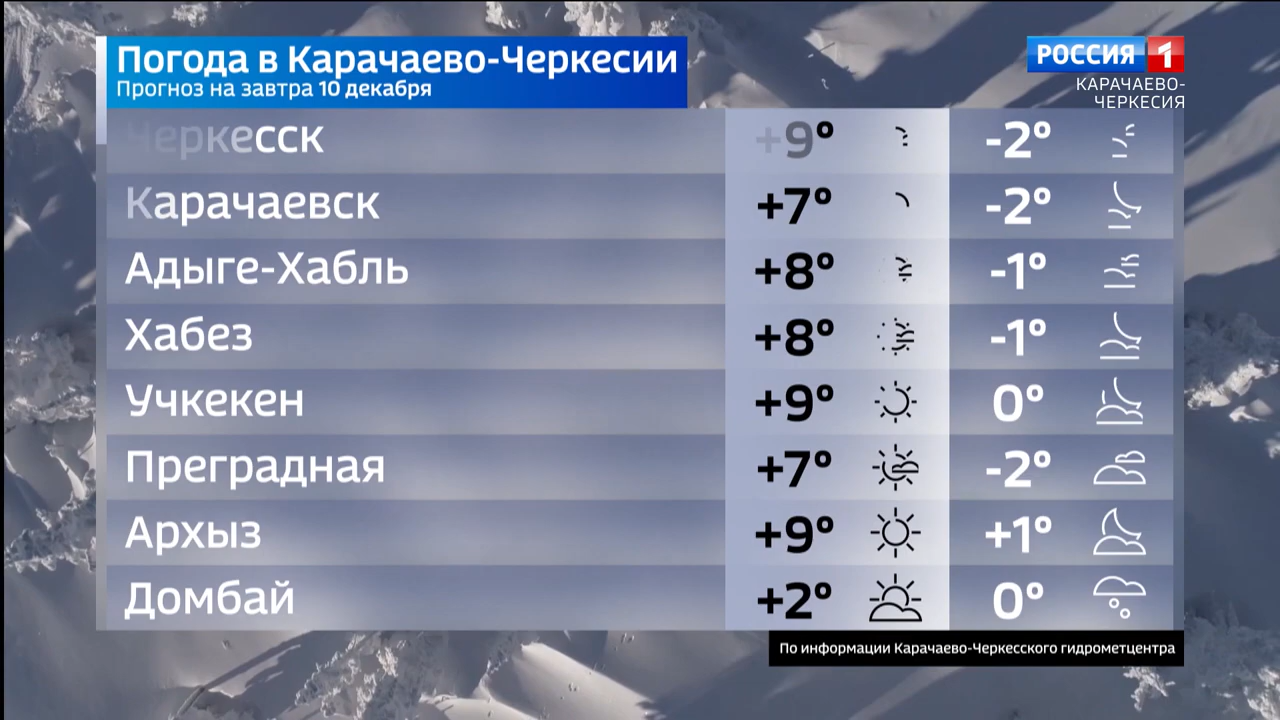 Погода в Карачаево-Черкесии
Прогноз на завтра 10 декабря
РОССИЯ 1
КАРАЧАЕВО-
ЧЕРКЕСИЯ
Черкесск +9° -2°
Карачаевск +7° -2°
Адыге-Хабль +8° -1°
Хабез +8° -1°
Учкекен +9° 0°
Преградная +7° -2°
Архыз +9° +1°
Домбай +2° 0°
По информации Карачаево-Черкесского гидрометцентра